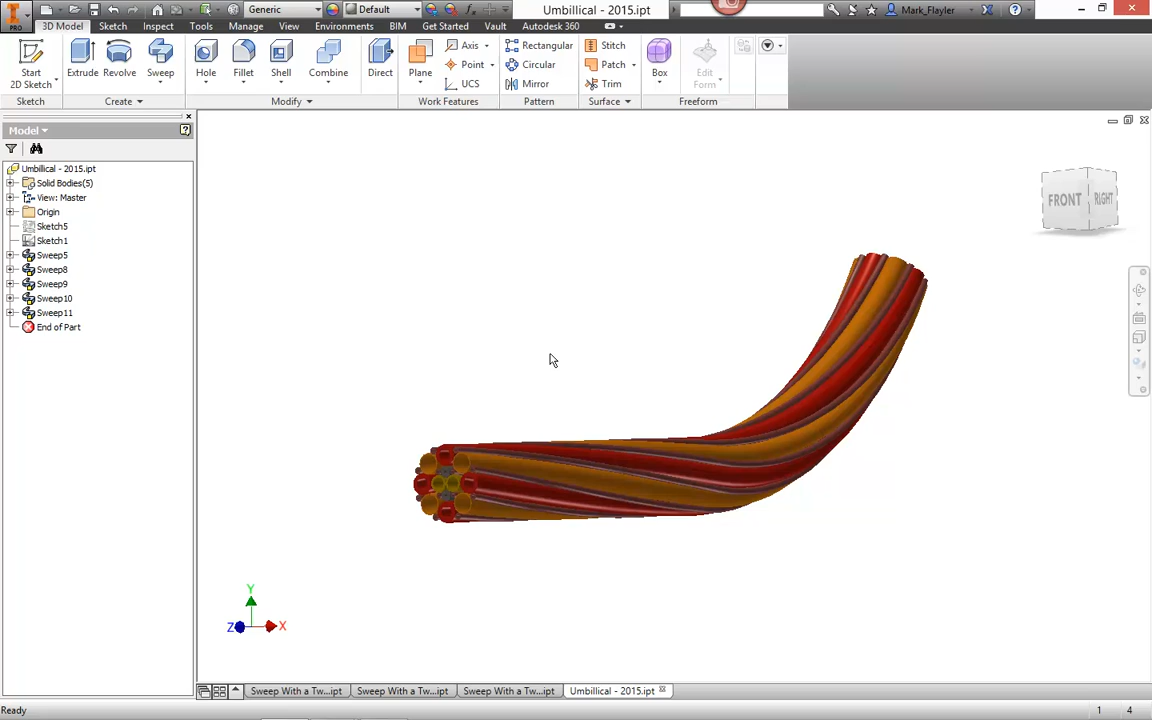 PRO
Generic
Default
Umbillical - 2015.ipt
Mark_Flayler
3D Model Sketch Inspect Tools Manage View Environments BIM Get Started Vault Autodesk 360
Start
2D Sketch
Extrude
Revolve
Sweep
Hole
Fillet
Shell
Combine
Direct
Plane
Axis
Point
UCS
Rectangular
Circular
Mirror
Stitch
Patch
Trim
Box
Edit
Form
Sketch
Create
Modify
Work Features
Pattern
Surface
Freeform
Model
Umbillical - 2015.ipt
Solid Bodies(5)
View: Master
Origin
Sketch5
Sketch1
Sweep5
Sweep8
Sweep9
Sweep10
Sweep11
End of Part
FRONT
RIGHT
Y
Z
X
Sweep With a Tw...ipt
Sweep With a Tw...ipt
Sweep With a Tw...ipt
Umbillical - 2015.ipt
Ready
1
4